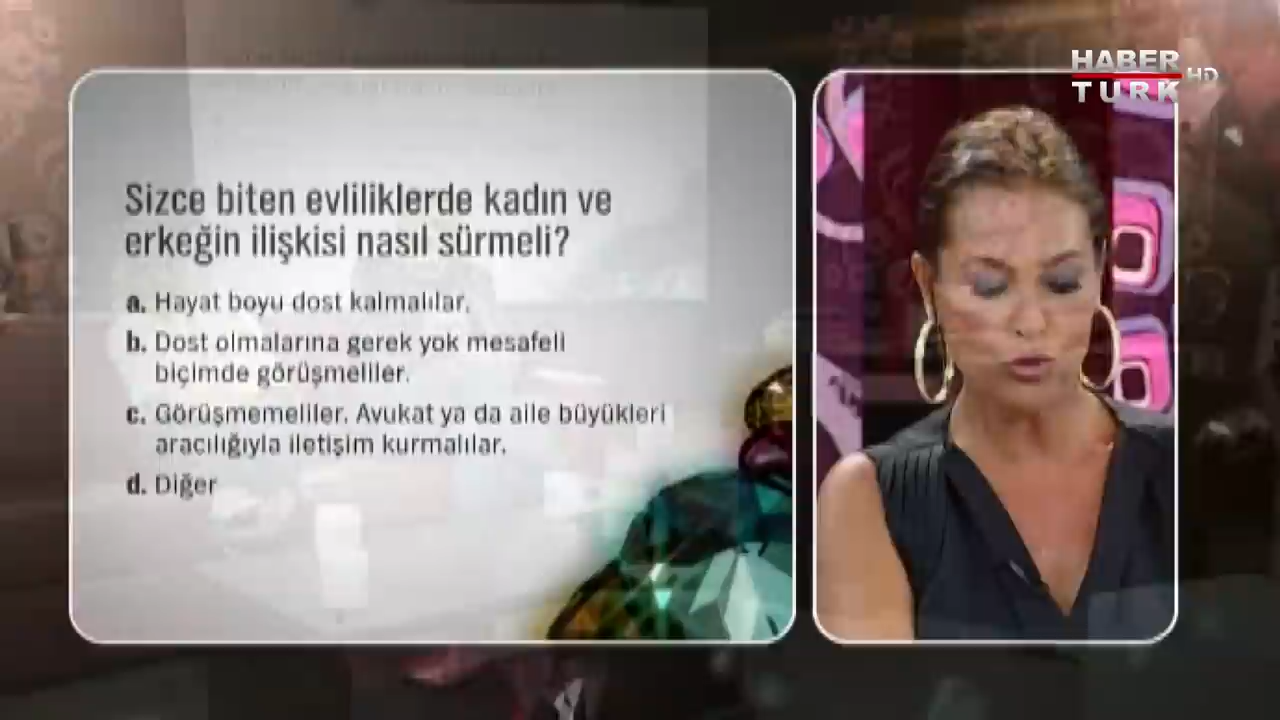 HABER
TURK HD
Sizce biten evliliklerde kadın ve
erkeğin ilişkisi nasıl sürmeli?
a. Hayat boyu dost kalmalılar.
b. Dost olmalarına gerek yok mesafeli
biçimde görüşmeliler.
c. Görüşmemeliler. Avukat ya da aile büyükleri
aracılığıyla iletişim kurmalılar.
d. Diğer